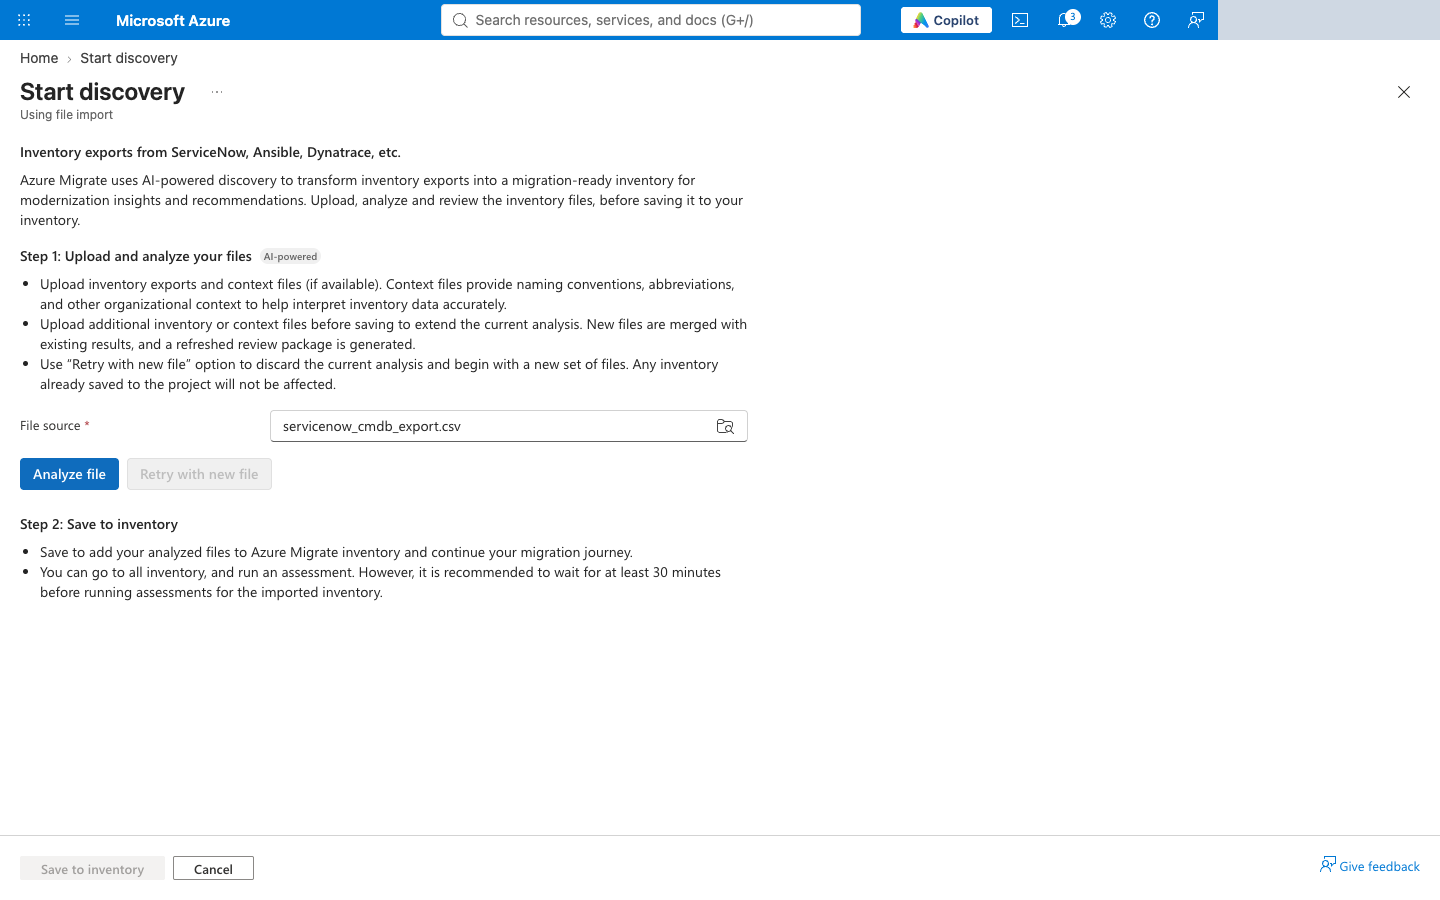 Microsoft Azure
Search resources, services, and docs (G+/)
Copilot
3
Home > Start discovery
Start discovery ...
Using file import
Inventory exports from ServiceNow, Ansible, Dynatrace, etc.
Azure Migrate uses AI-powered discovery to transform inventory exports into a migration-ready inventory for
modernization insights and recommendations. Upload, analyze and review the inventory files, before saving it to your
inventory.
Step 1: Upload and analyze your files AI-powered
• Upload inventory exports and context files (if available). Context files provide naming conventions, abbreviations,
and other organizational context to help interpret inventory data accurately.
• Upload additional inventory or context files before saving to extend the current analysis. New files are merged with
existing results, and a refreshed review package is generated.
• Use “Retry with new file” option to discard the current analysis and begin with a new set of files. Any inventory
already saved to the project will not be affected.
File source *
servicenow_cmdb_export.csv
Analyze file
Retry with new file
Step 2: Save to inventory
• Save to add your analyzed files to Azure Migrate inventory and continue your migration journey.
• You can go to all inventory, and run an assessment. However, it is recommended to wait for at least 30 minutes
before running assessments for the imported inventory.
Save to inventory
Cancel
Give feedback